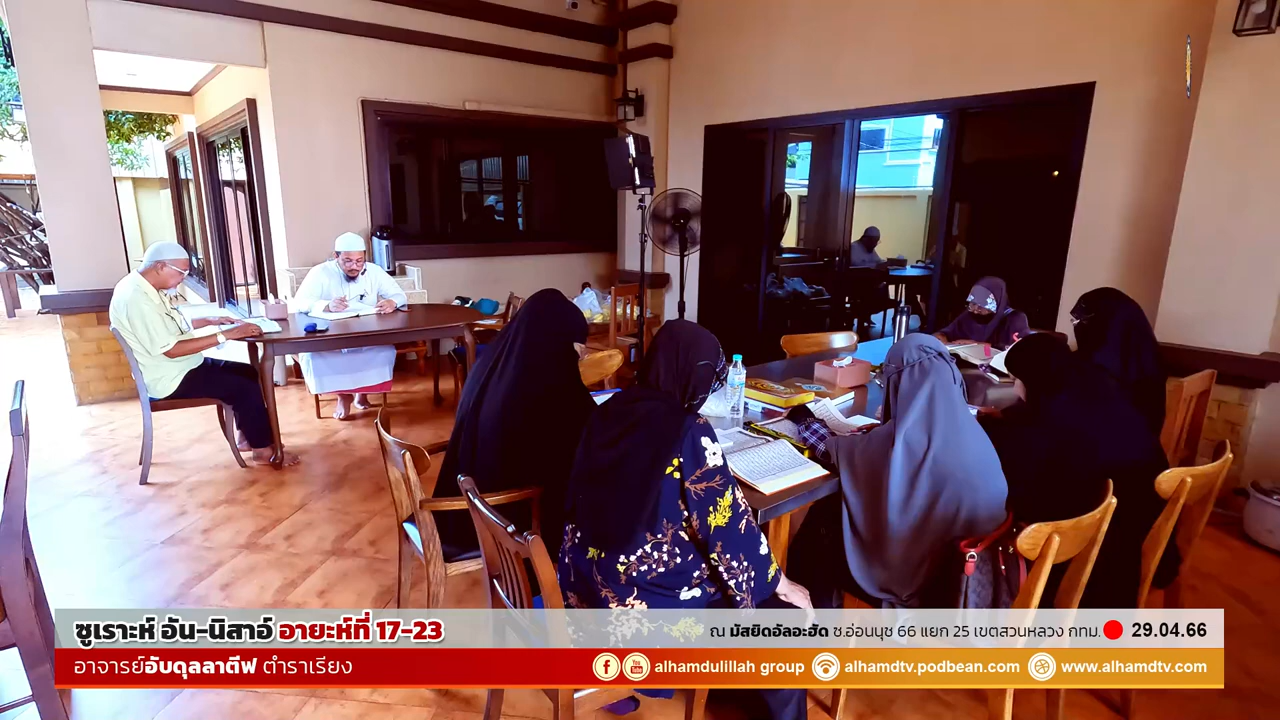 ซูเราะห์ อัน-นิสาอ์ อายะห์ที่ 17-23
ณ มัสยิดอัลอะฮัด ซ.อ่อนนุช 66 แยก 25 เขตสวนหลวง กทม. 29.04.66
อาจารย์อับดุลลาตีฟ ตำราเรียง
alhamdulillah group alhamdtv.podbean.com www.alhamdtv.com